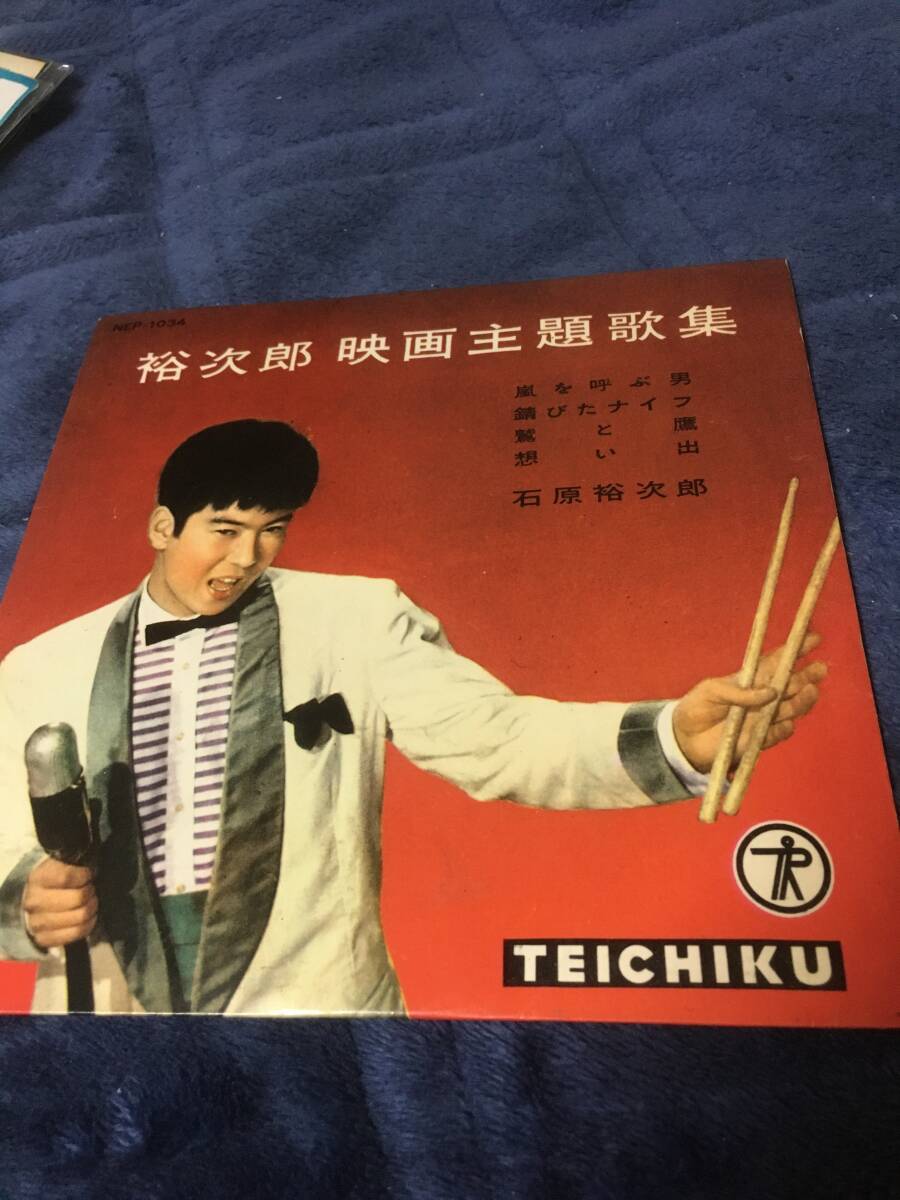 NEP-1034
裕次郎 映画主題歌集
嵐を呼ぶ男
錆びたナイフ
鷲と鷹
想い出
石原裕次郎
TR
TEICHIKU